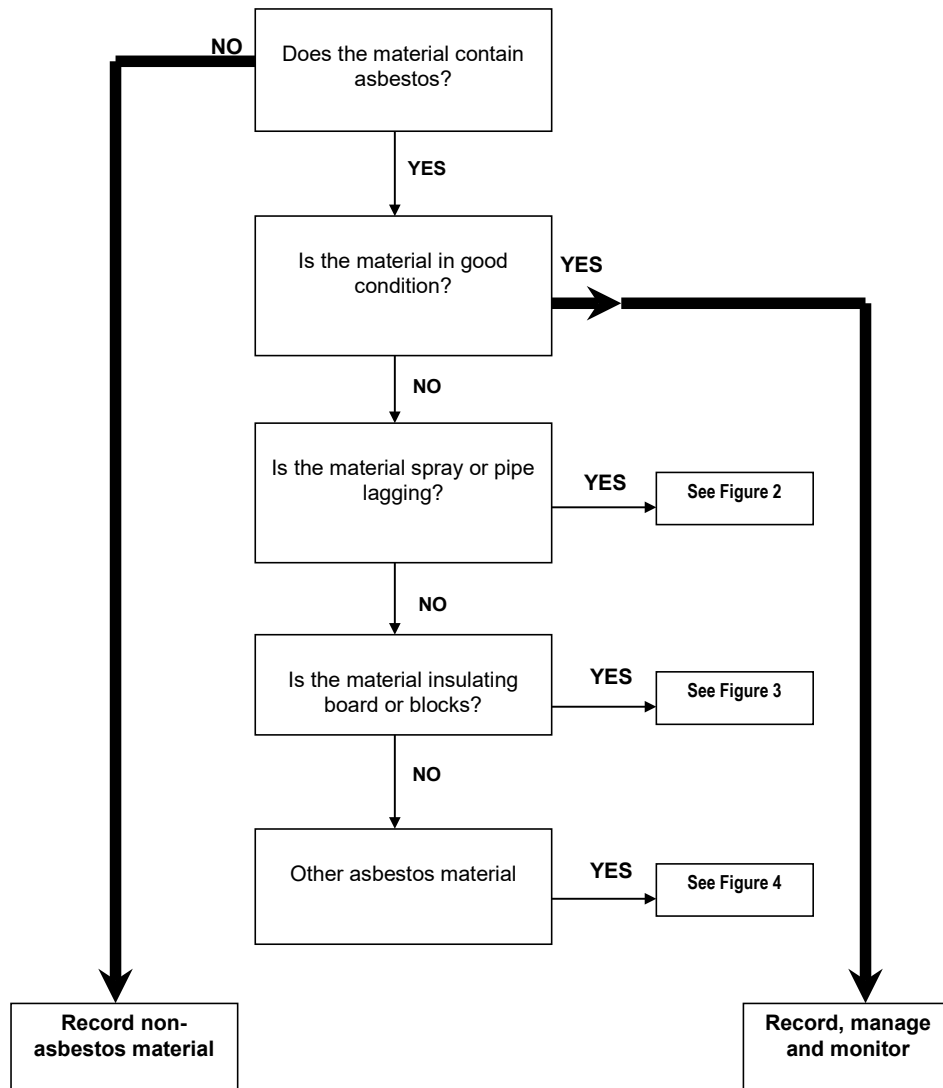 NO
Does the material contain
asbestos?
YES
Is the material in good
condition?
YES
NO
Is the material spray or pipe
lagging?
YES
See Figure 2
NO
Is the material insulating
board or blocks?
YES
See Figure 3
NO
Other asbestos material
YES
See Figure 4
Record non-
asbestos material
Record, manage
and monitor